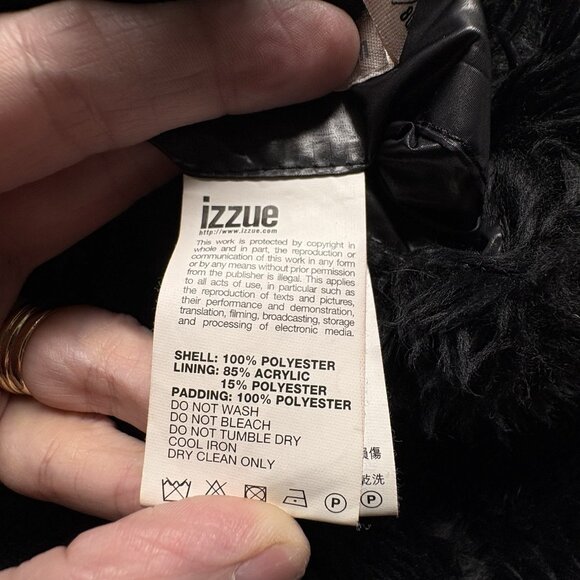 izzue
http://www.izzue.com
This work is protected by copyright in
whole and in part, the reproduction or
communication of this work in any form
or by any means without prior permission
from the publisher is illegal. This applies
to all acts of use, in particular such as
the reproduction of texts and pictures,
their performance and demonstration,
translation, filming, broadcasting, storage
and processing of electronic media.
SHELL: 100% POLYESTER
LINING: 85% ACRYLIC
15% POLYESTER
PADDING: 100% POLYESTER
DO NOT WASH
DO NOT BLEACH
DO NOT TUMBLE DRY
COOL IRON
DRY CLEAN ONLY
損傷
乾洗
P
P